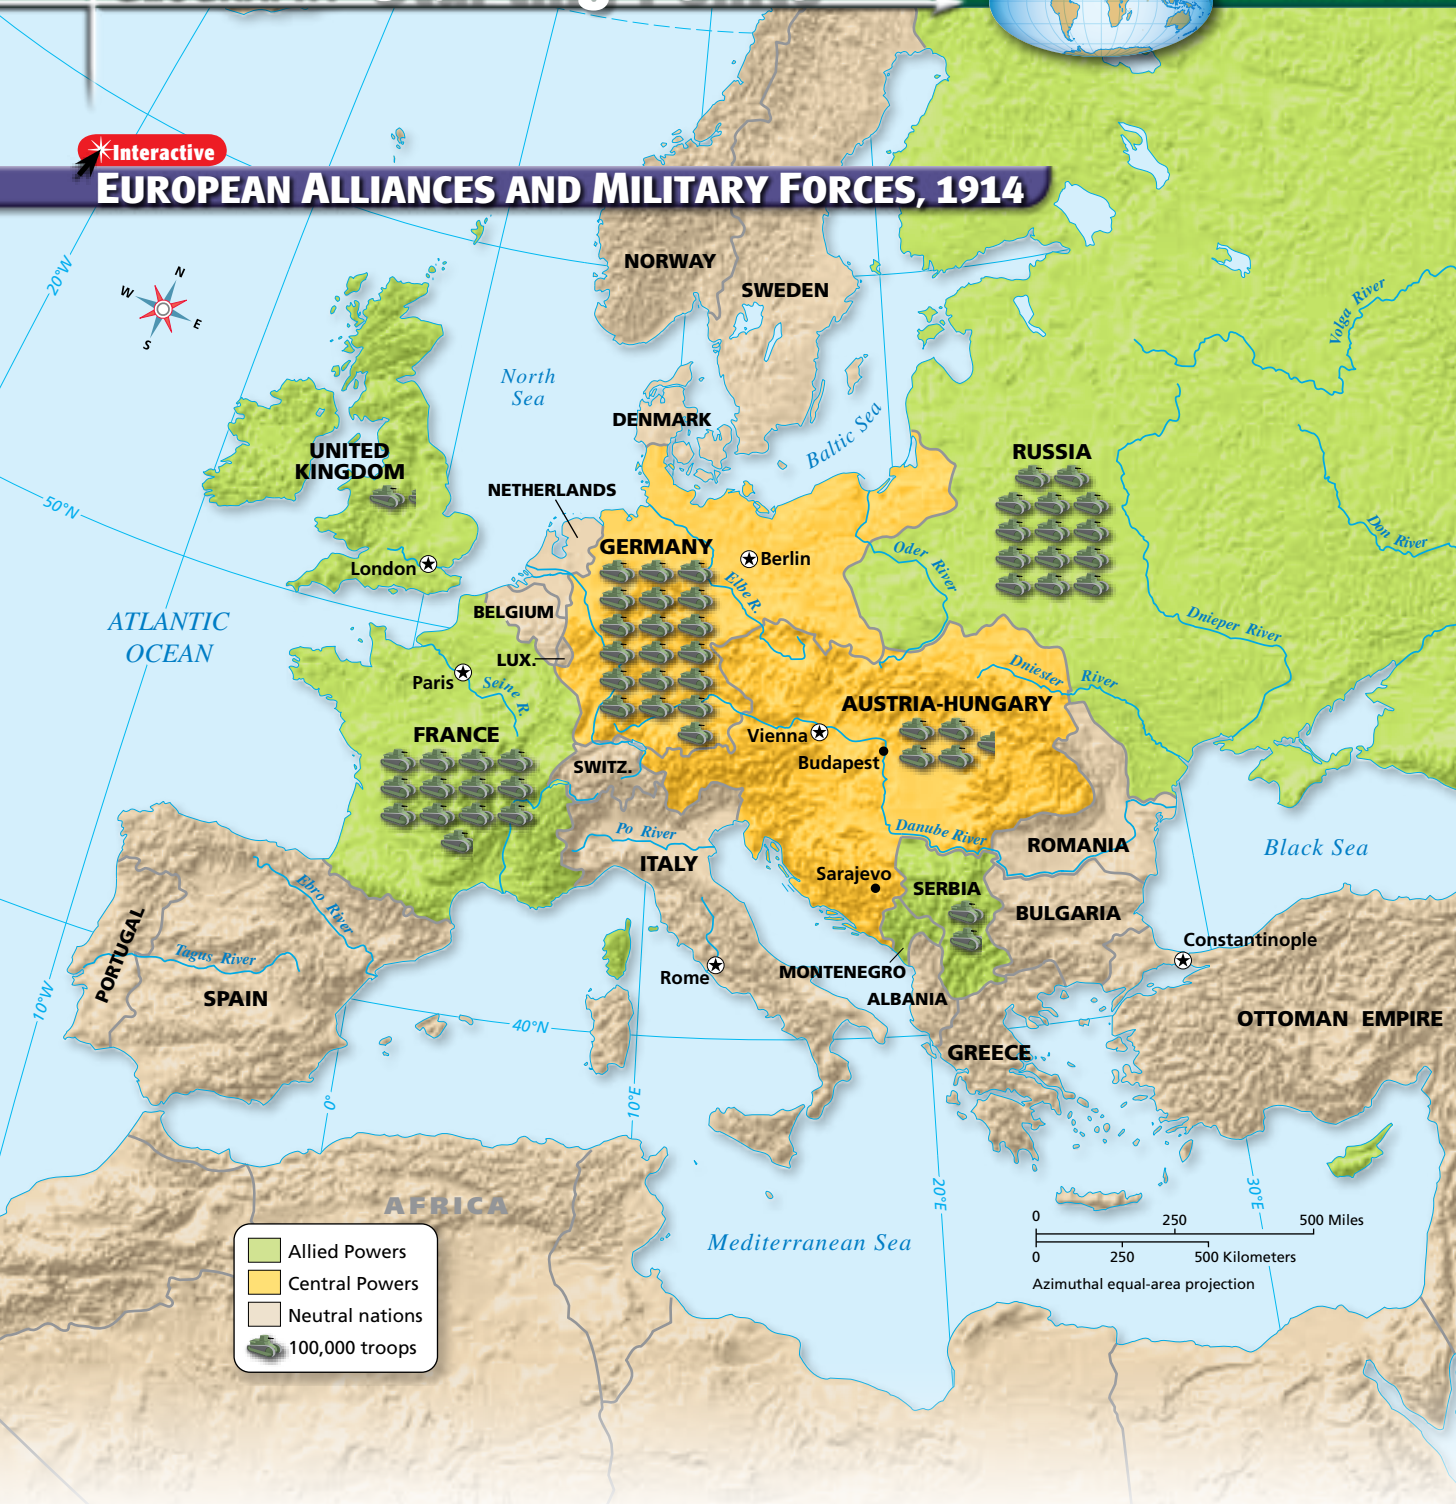 Interactive
EUROPEAN ALLIANCES AND MILITARY FORCES, 1914
20°W
N
W
E
S
NORWAY
SWEDEN
Volga River
North
Sea
DENMARK
Baltic Sea
UNITED
KINGDOM
RUSSIA
NETHERLANDS
50°N
GERMANY
Berlin
Oder
River
Don River
London
Elbe R.
BELGIUM
ATLANTIC
OCEAN
Dnieper River
LUX.
Paris
Seine R.
Dniester
River
AUSTRIA-HUNGARY
FRANCE
Vienna
Budapest
SWITZ.
Po River
Danube River
ROMANIA
Black Sea
ITALY
Sarajevo
SERBIA
Ebro River
BULGARIA
PORTUGAL
Constantinople
Tagus River
MONTENEGRO
Rome
SPAIN
ALBANIA
10°W
40°N
OTTOMAN EMPIRE
GREECE
0°
10°E
20°E
30°E
AFRICA
0
250
500 Miles
0
250
500 Kilometers
Azimuthal equal-area projection
Mediterranean Sea
Allied Powers
Central Powers
Neutral nations
100,000 troops